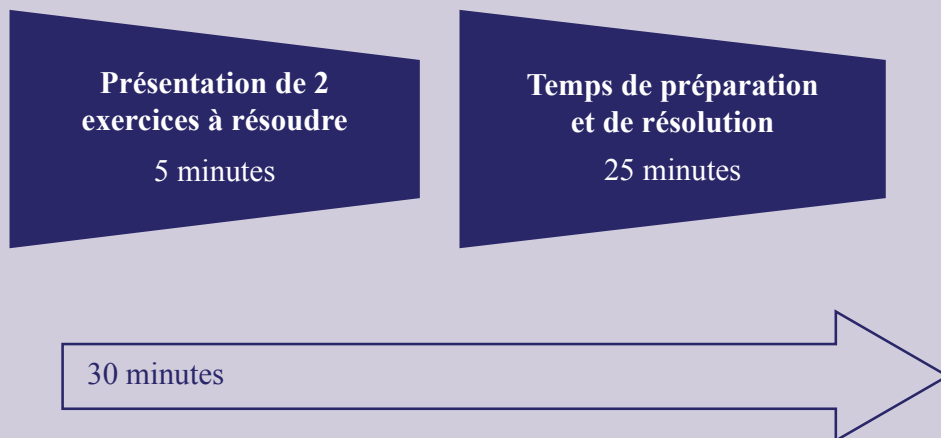 Présentation de 2
exercices à résoudre
5 minutes
Temps de préparation
et de résolution
25 minutes
30 minutes